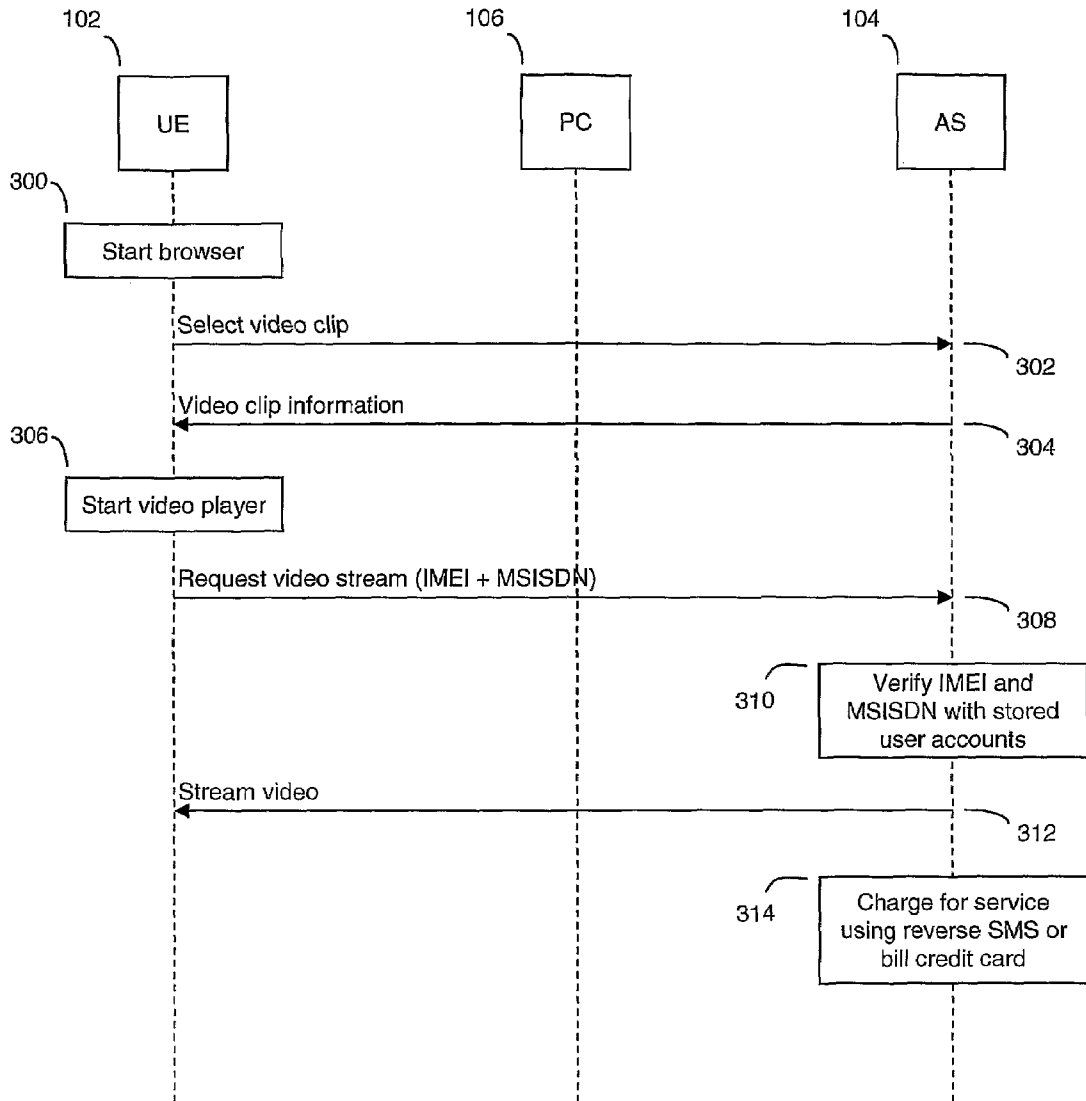 102
106
104
UE
PC
AS
300
Start browser
Select video clip
302
Video clip information
304
306
Start video player
Request video stream (IMEI + MSISDN)
308
310
Verify IMEI and
MSISDN with stored
user accounts
Stream video
312
314
Charge for service
using reverse SMS or
bill credit card